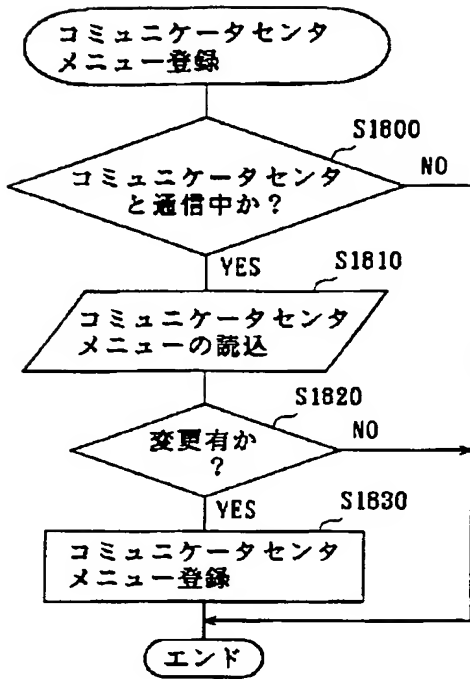 コミュニケータセンタ
メニュー登録
S1800
コミュニケータセンタ
と通信中か?
NO
YES
S1810
コミュニケータセンタ
メニューの読込
S1820
変更有か
?
NO
YES
S1830
コミュニケータセンタ
メニュー登録
エンド